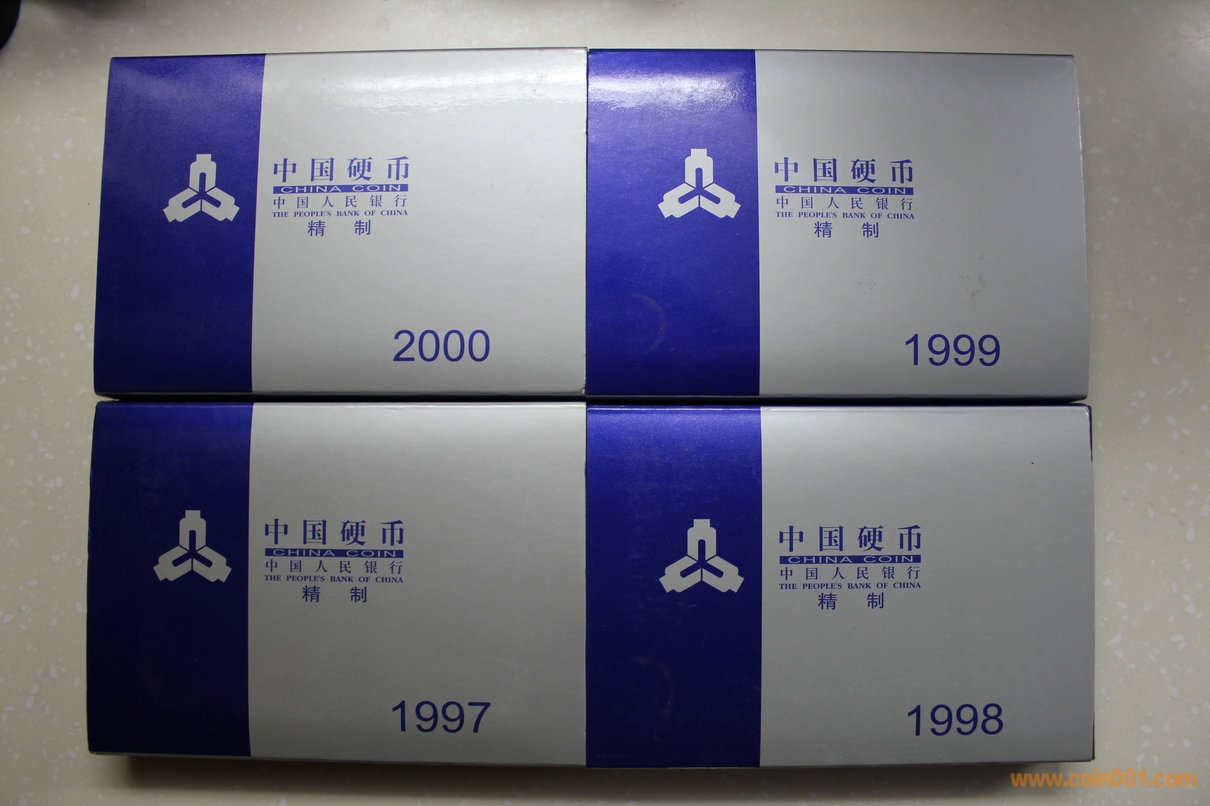 中国硬币
CHINA COIN
中国人民银行
THE PEOPLE'S BANK OF CHINA
精 制
2000
中国硬币
CHINA COIN
中国人民银行
THE PEOPLE'S BANK OF CHINA
精 制
1999
中国硬币
CHINA COIN
中国人民银行
THE PEOPLE'S BANK OF CHINA
精 制
1997
中国硬币
CHINA COIN
中国人民银行
THE PEOPLE'S BANK OF CHINA
精 制
1998
www.coin001.com